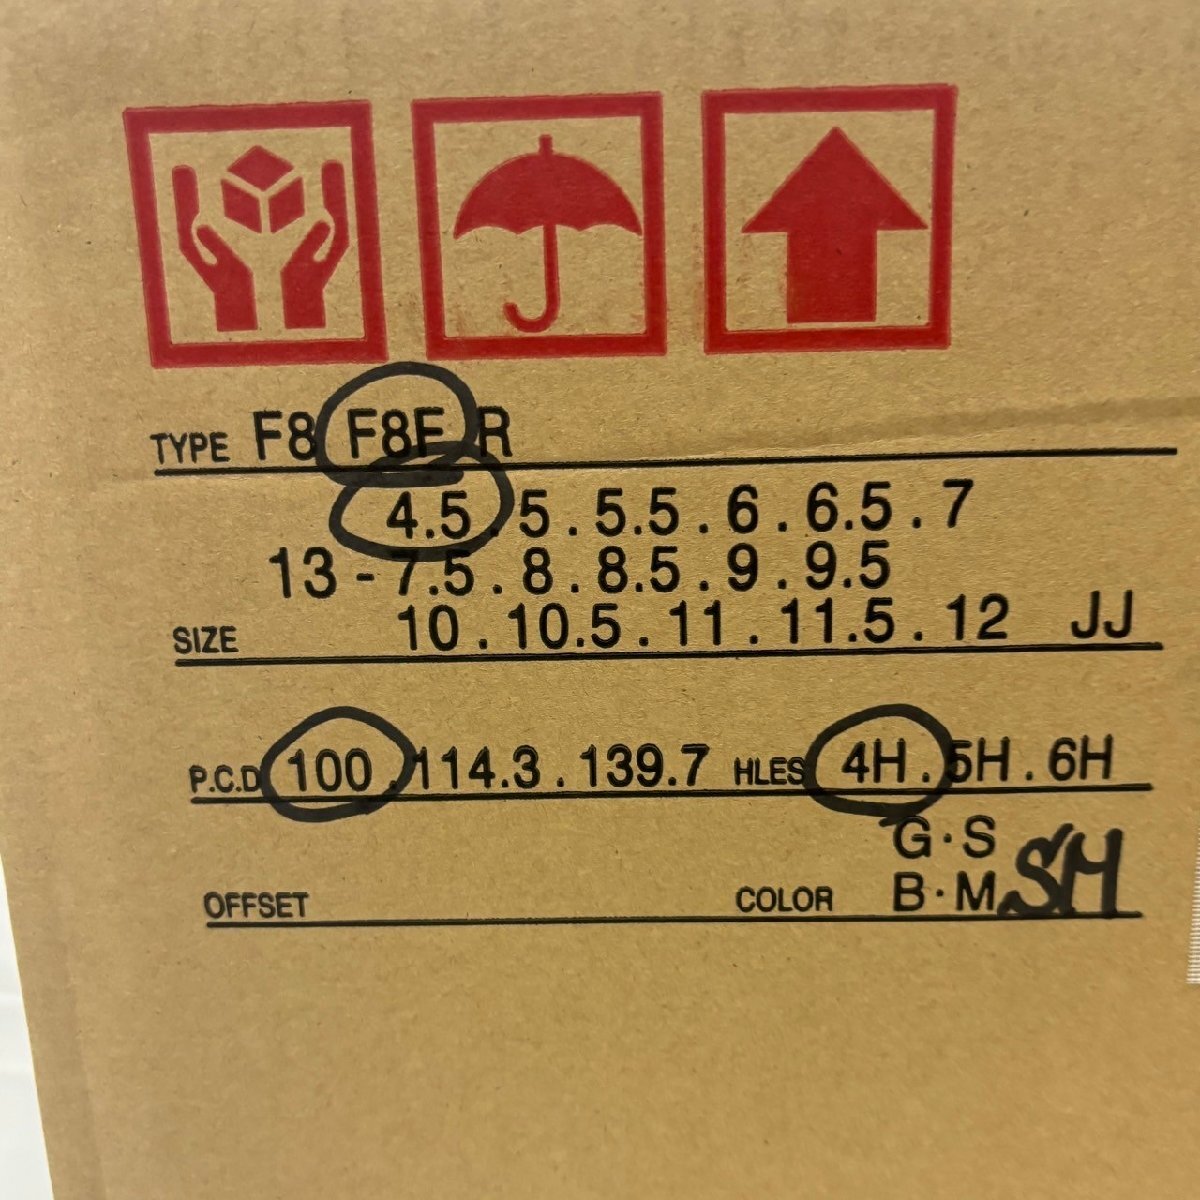 TYPE F8 F8F R
4.5 . 5 . 5.5 . 6 . 6.5 . 7
13 - 7.5 . 8 . 8.5 . 9 . 9.5
SIZE 10 . 10.5 . 11 . 11.5 . 12 JJ
P.C.D 100 . 114.3 . 139.7 HLES 4H . 5H . 6H
G · S
OFFSET COLOR B · M SM